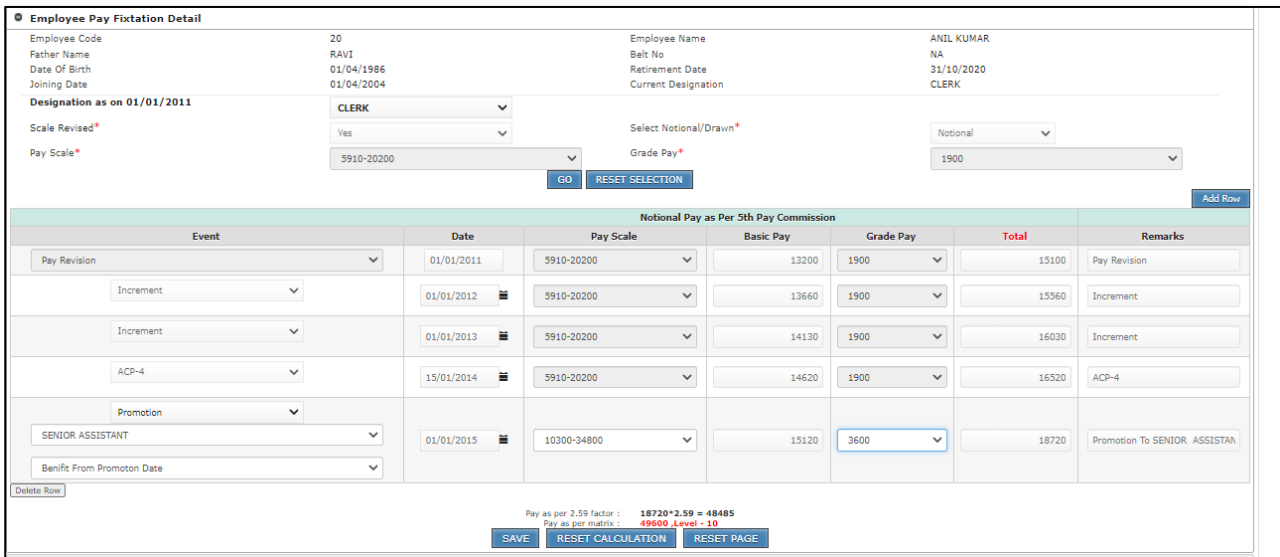 Employee Pay Fixtation Detail
Employee Code 20 Employee Name ANIL KUMAR
Father Name RAVI Belt No NA
Date Of Birth 01/04/1986 Retirement Date 31/10/2020
Joining Date 01/04/2004 Current Designation CLERK
Designation as on 01/01/2011 CLERK
Scale Revised* Yes Select Notional/Drawn* Notional
Pay Scale* 5910-20200 Grade Pay* 1900
GO RESET SELECTION
Add Row
Notional Pay as Per 5th Pay Commission
Event Date Pay Scale Basic Pay Grade Pay Total Remarks
Pay Revision 01/01/2011 5910-20200 13200 1900 15100 Pay Revision
Increment 01/01/2012 5910-20200 13660 1900 15560 Increment
Increment 01/01/2013 5910-20200 14130 1900 16030 Increment
ACP-4 15/01/2014 5910-20200 14620 1900 16520 ACP-4
Promotion
SENIOR ASSISTANT 01/01/2015 10300-34800 15120 3600 18720 Promotion To SENIOR ASSISTAN
Benifit From Promoton Date
Delete Row
Pay as per 2.59 factor : 18720*2.59 = 48485
Pay as per matrix : 49600 ,Level - 10
SAVE RESET CALCULATION RESET PAGE